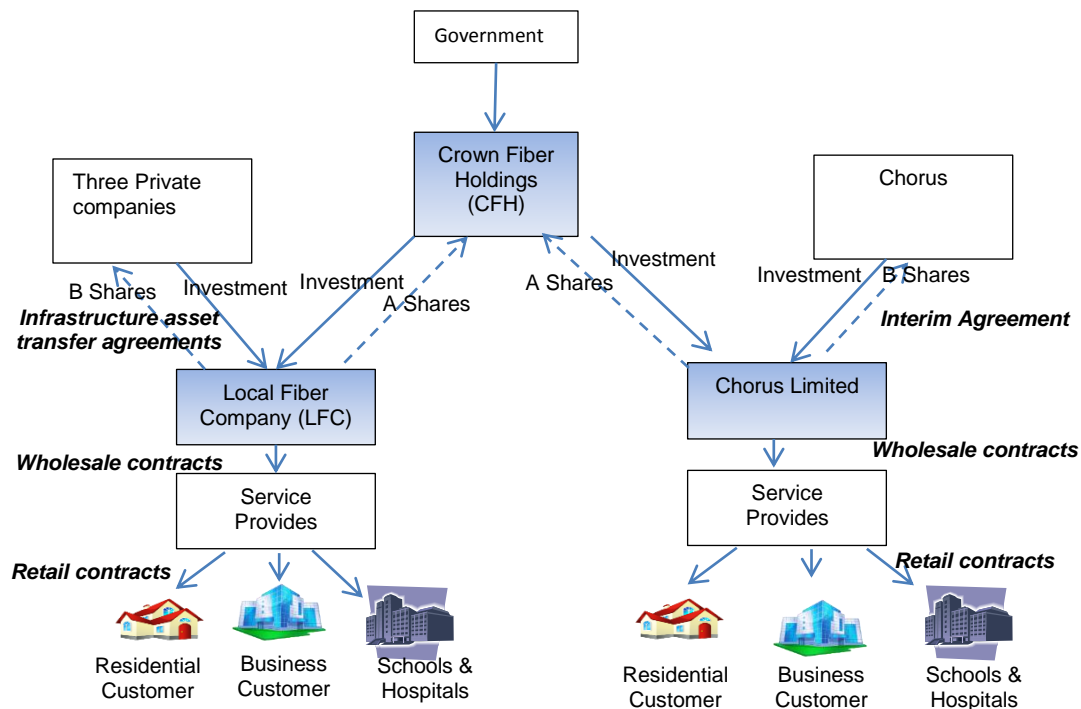 Government
Crown Fiber
Holdings
(CFH)
Three Private
companies
Chorus
Investment
Investment
B Shares
Investment
Investment
A Shares
A Shares
Investment
B Shares
Infrastructure asset
transfer agreements
Interim Agreement
Local Fiber
Company (LFC)
Chorus Limited
Wholesale contracts
Wholesale contracts
Service
Provides
Service
Provides
Retail contracts
Retail contracts
Residential
Customer
Business
Customer
Schools &
Hospitals
Residential
Customer
Business
Customer
Schools &
Hospitals